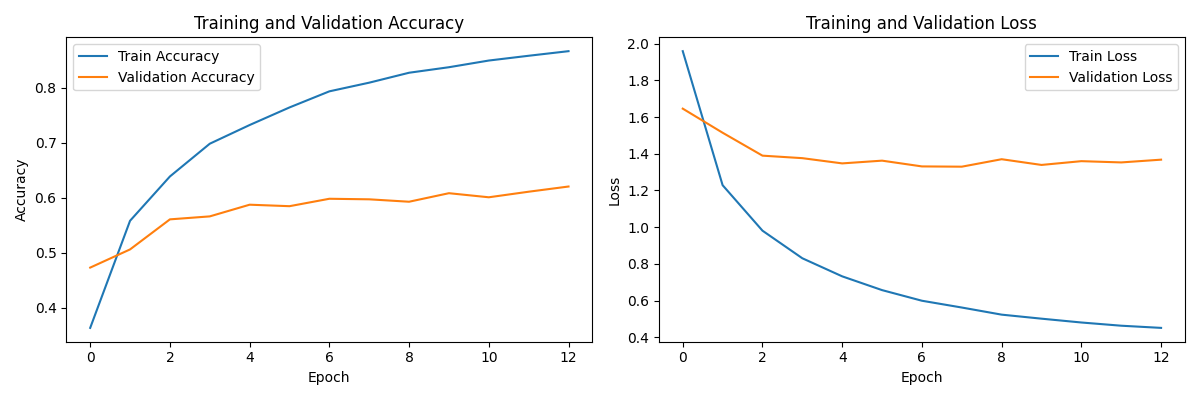 Training and Validation Accuracy
Train Accuracy
Validation Accuracy
Accuracy
0.8
0.7
0.6
0.5
0.4
0 2 4 6 8 10 12
Epoch
Training and Validation Loss
Train Loss
Validation Loss
Loss
2.0
1.8
1.6
1.4
1.2
1.0
0.8
0.6
0.4
0 2 4 6 8 10 12
Epoch